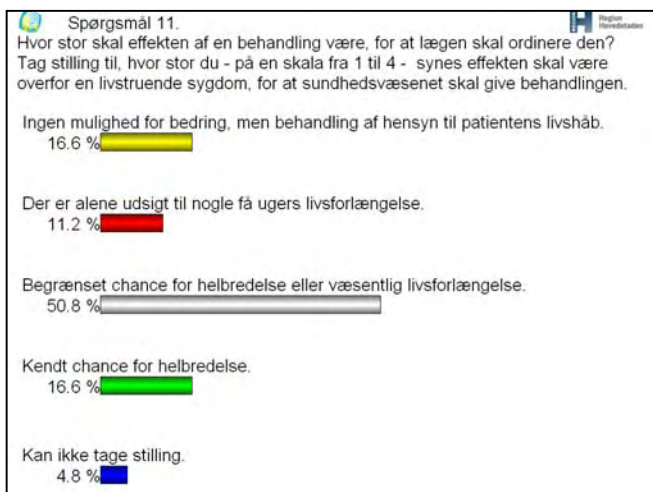 Spørgsmål 11.
Region
Hovedstaden
Hvor stor skal effekten af en behandling være, for at lægen skal ordinere den?
Tag stilling til, hvor stor du - på en skala fra 1 til 4 - synes effekten skal være
overfor en livstruende sygdom, for at sundhedsvæsenet skal give behandlingen.
Ingen mulighed for bedring, men behandling af hensyn til patientens livshåb.
16.6 %
Der er alene udsigt til nogle få ugers livsforlængelse.
11.2 %
Begrænset chance for helbredelse eller væsentlig livsforlængelse.
50.8 %
Kendt chance for helbredelse.
16.6 %
Kan ikke tage stilling.
4.8 %